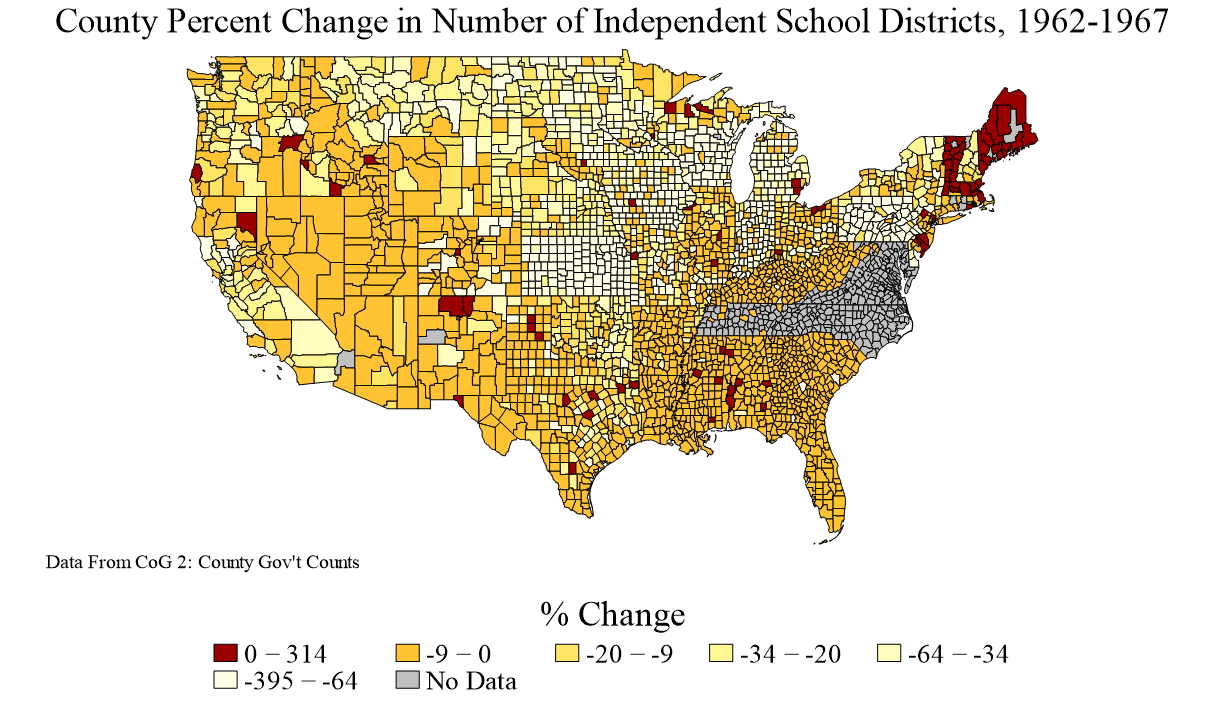 County Percent Change in Number of Independent School Districts, 1962-1967
Data From CoG 2: County Gov't Counts
% Change
0 − 314
-9 − 0
-20 − -9
-34 − -20
-64 − -34
-395 − -64
No Data